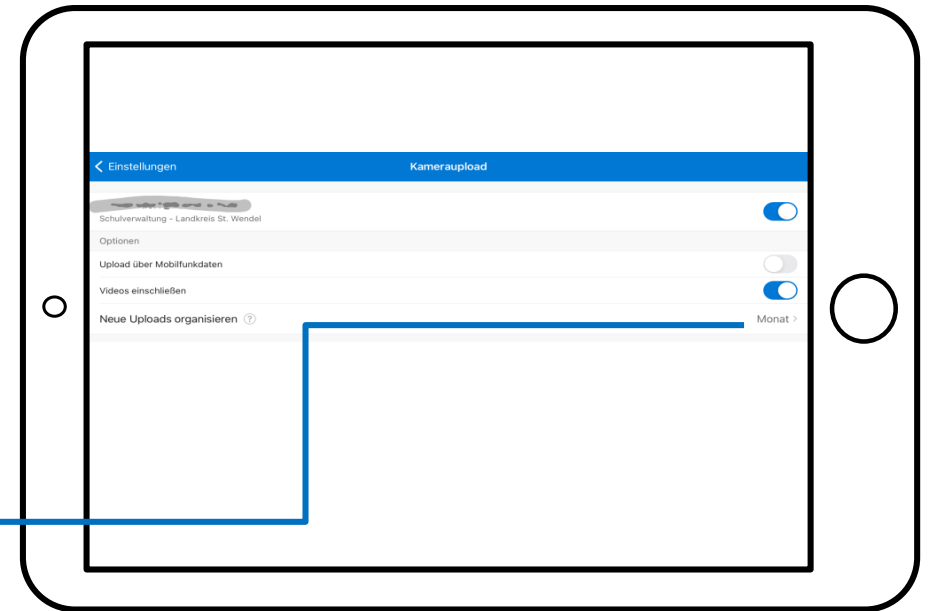 Einstellungen
Kameraupload
Schulverwaltung - Landkreis St. Wendel
Optionen
Upload über Mobilfunkdaten
Videos einschließen
Neue Uploads organisieren ?
Monat